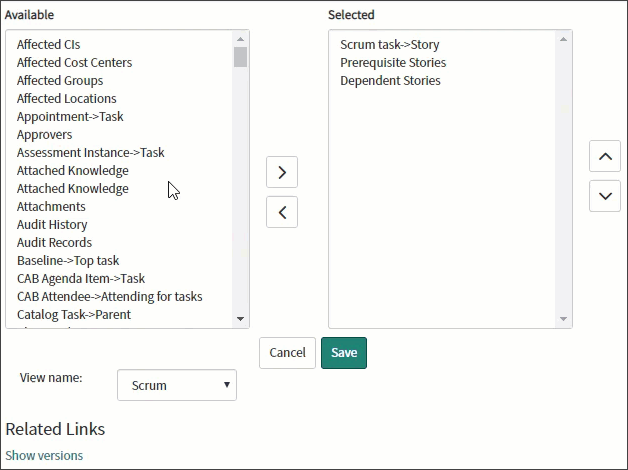 Available
Affected CIs
Affected Cost Centers
Affected Groups
Affected Locations
Appointment->Task
Approvers
Assessment Instance->Task
Attached Knowledge
Attached Knowledge
Attachments
Audit History
Audit Records
Baseline->Top task
CAB Agenda Item->Task
CAB Attendee->Attending for tasks
Catalog Task->Parent
Selected
Scrum task->Story
Prerequisite Stories
Dependent Stories
Cancel
Save
View name:
Scrum
Related Links
Show versions